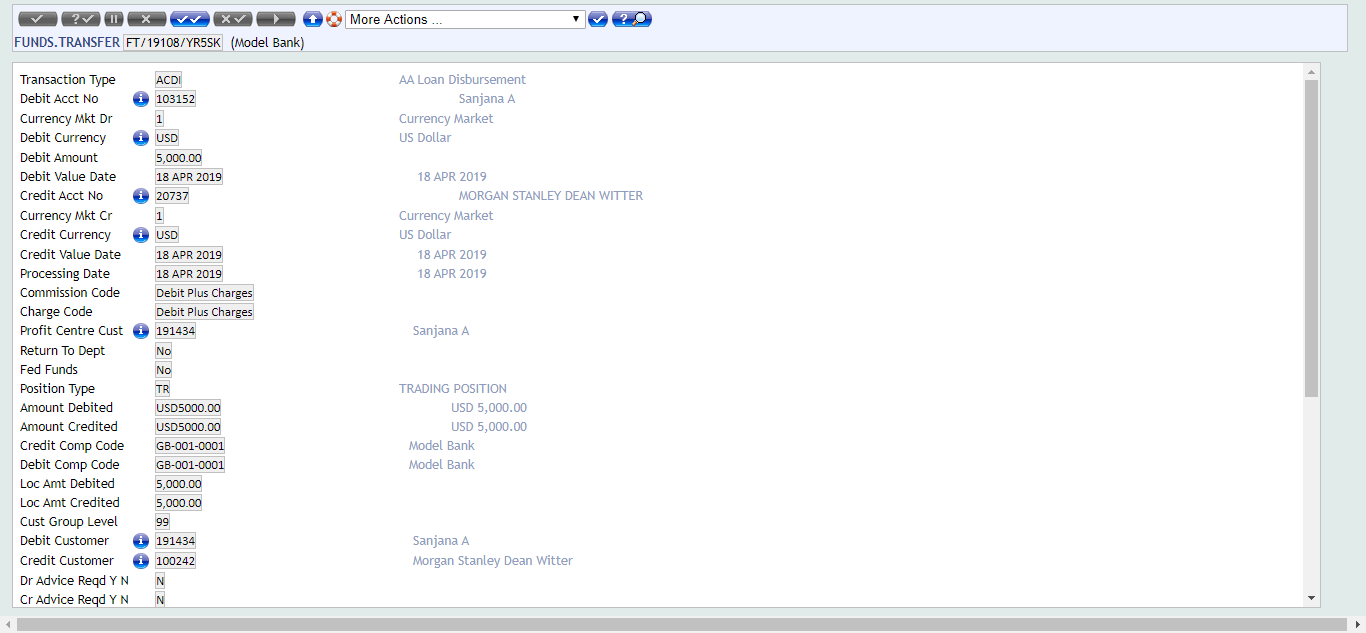 More Actions ...
FUNDS.TRANSFER FT/19108/YR5SK (Model Bank)
Transaction Type ACDI AA Loan Disbursement
Debit Acct No 103152 Sanjana A
Currency Mkt Dr 1 Currency Market
Debit Currency USD US Dollar
Debit Amount 5,000.00
Debit Value Date 18 APR 2019 18 APR 2019
Credit Acct No 20737 MORGAN STANLEY DEAN WITTER
Currency Mkt Cr 1 Currency Market
Credit Currency USD US Dollar
Credit Value Date 18 APR 2019 18 APR 2019
Processing Date 18 APR 2019 18 APR 2019
Commission Code Debit Plus Charges
Charge Code Debit Plus Charges
Profit Centre Cust 191434 Sanjana A
Return To Dept No
Fed Funds No
Position Type TR TRADING POSITION
Amount Debited USD5000.00 USD 5,000.00
Amount Credited USD5000.00 USD 5,000.00
Credit Comp Code GB-001-0001 Model Bank
Debit Comp Code GB-001-0001 Model Bank
Loc Amt Debited 5,000.00
Loc Amt Credited 5,000.00
Cust Group Level 99
Debit Customer 191434 Sanjana A
Credit Customer 100242 Morgan Stanley Dean Witter
Dr Advice Reqd Y N N
Cr Advice Reqd Y N N